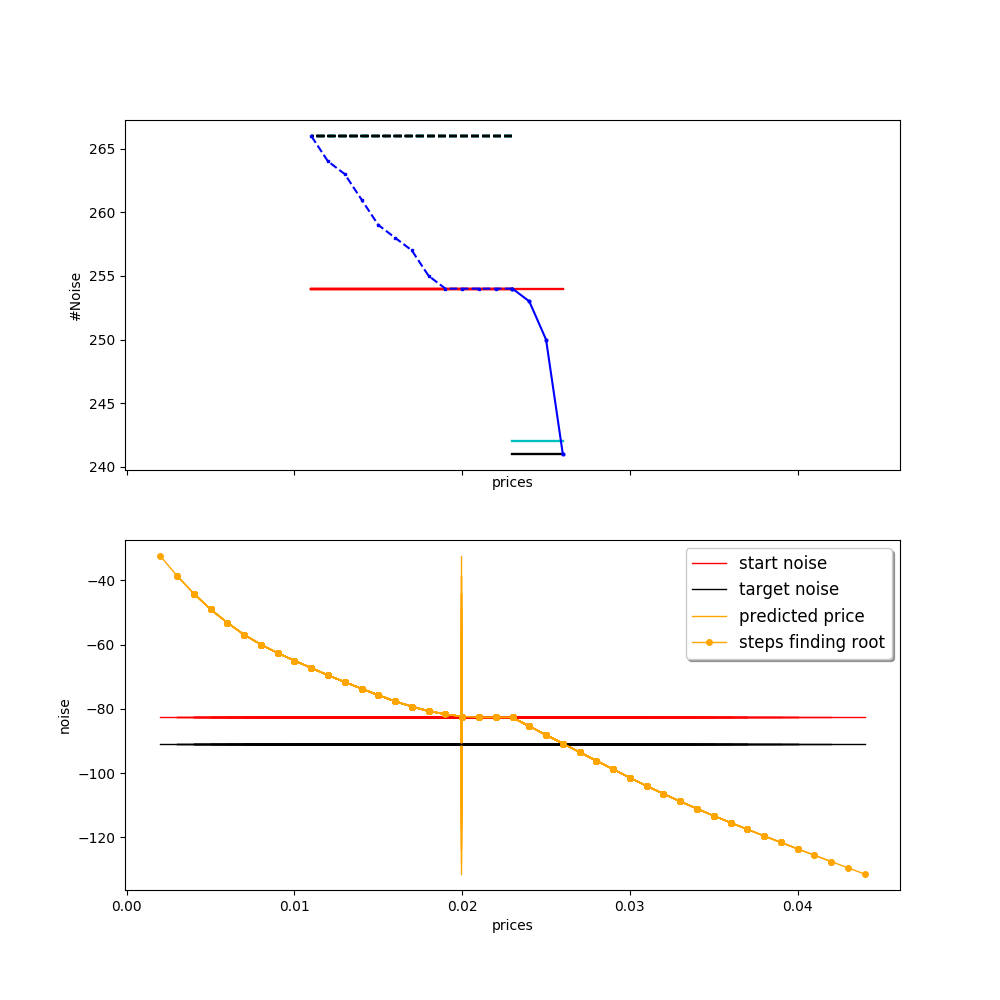 265
260
255
250
245
240
#Noise
prices
start noise
target noise
predicted price
steps finding root
−40
−60
−80
−100
−120
noise
0.00 0.01 0.02 0.03 0.04
prices